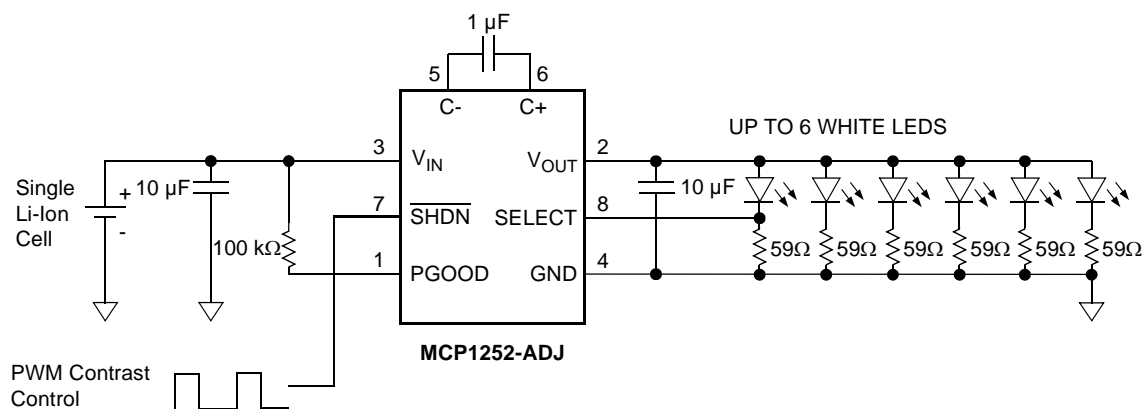 1 µF
5
6
C-
C+
UP TO 6 WHITE LEDS
3
VIN
VOUT
2
Single
Li-Ion
Cell
+
-
10 µF
10 µF
7
SHDN
SELECT
8
100 kΩ
59Ω
59Ω
59Ω
59Ω
59Ω
59Ω
1
PGOOD
GND
4
MCP1252-ADJ
PWM Contrast
Control